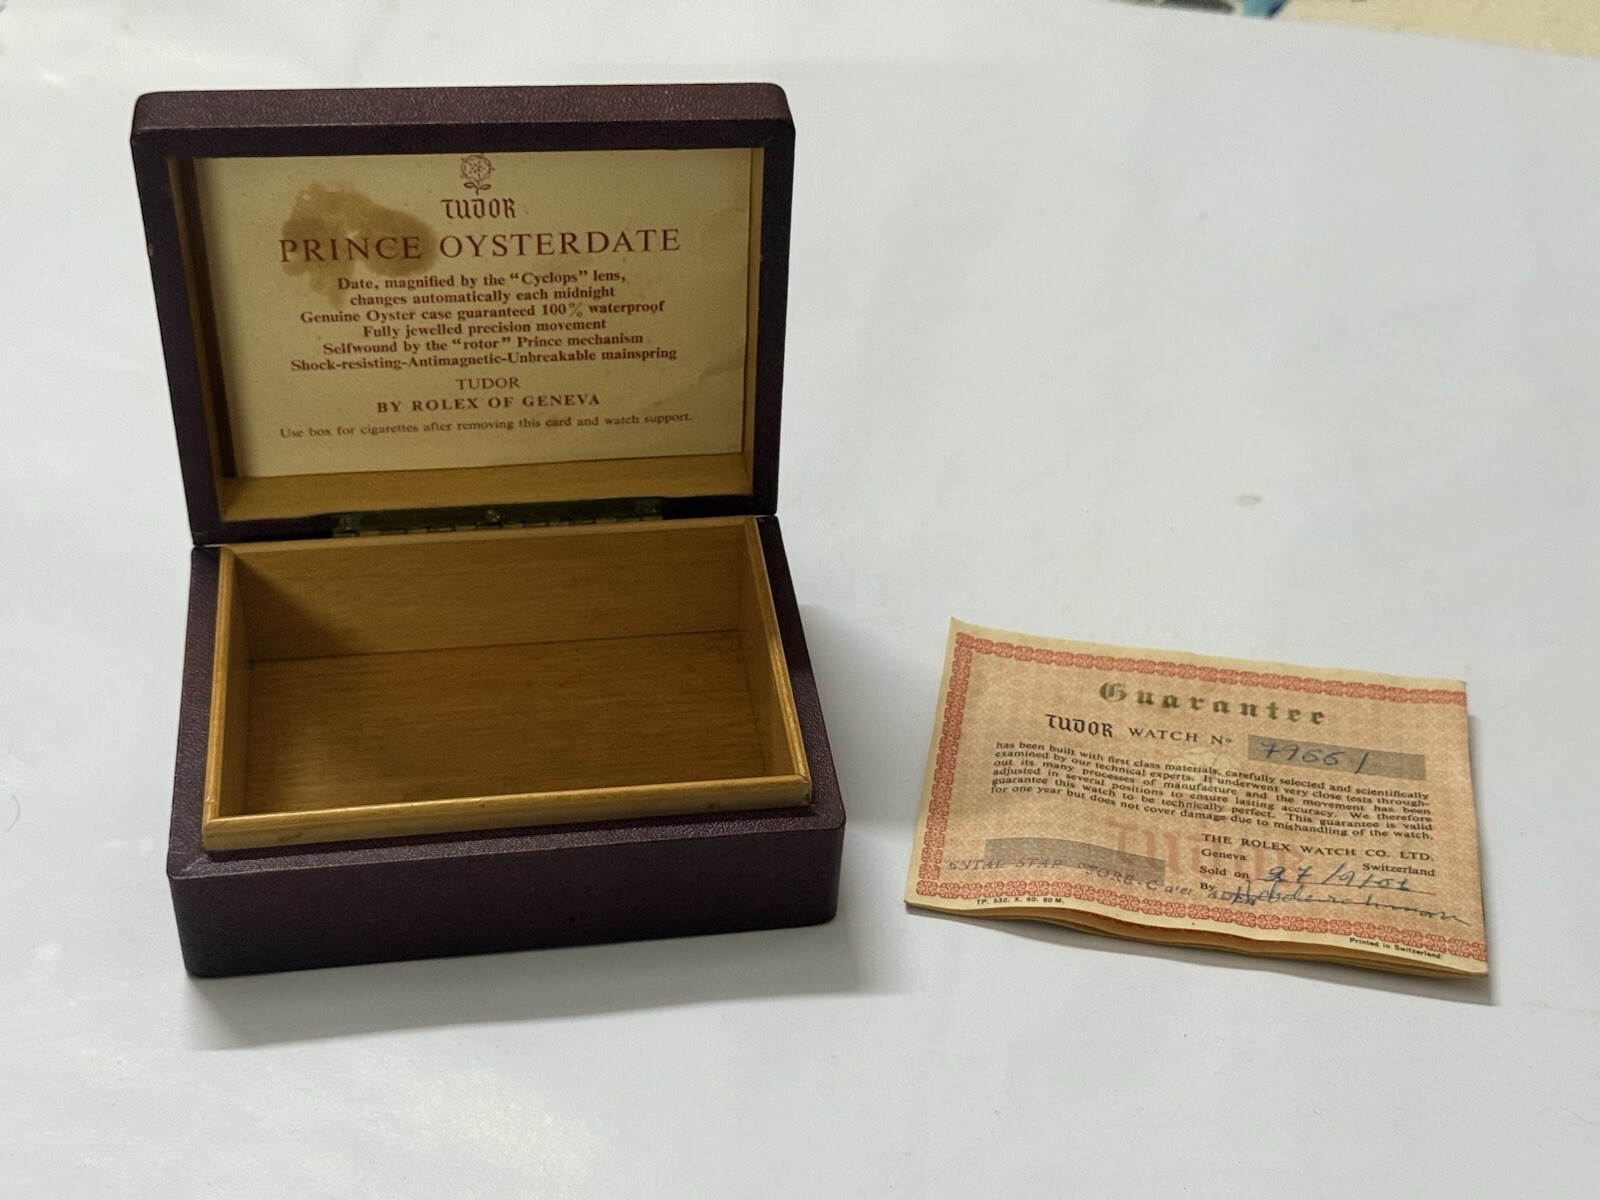 TUDOR
PRINCE OYSTERDATE
Date, magnified by the “Cyclops” lens,
changes automatically each midnight
Genuine Oyster case guaranteed 100% waterproof
Fully jewelled precision movement
Selfwound by the “rotor” Prince mechanism
Shock-resisting-Antimagnetic-Unbreakable mainspring
TUDOR
BY ROLEX OF GENEVA
Use box for cigarettes after removing this card and watch support.
Guarantee
TUDOR WATCH No
has been built with first class materials, carefully selected and scientifically
examined by our technical experts. It underwent very close tests through-
out its many processes of manufacture and the movement has been
adjusted in several positions to ensure lasting accuracy. We therefore
guarantee this watch to be technically perfect. This guarantee is valid
for one year but does not cover damage due to mishandling of the watch,
THE ROLEX WATCH CO. LTD.
Geneva Switzerland
Sold on
ENTAL STAR STORE. By
TP. 532. X. 60. 80 M.
Printed in Switzerland